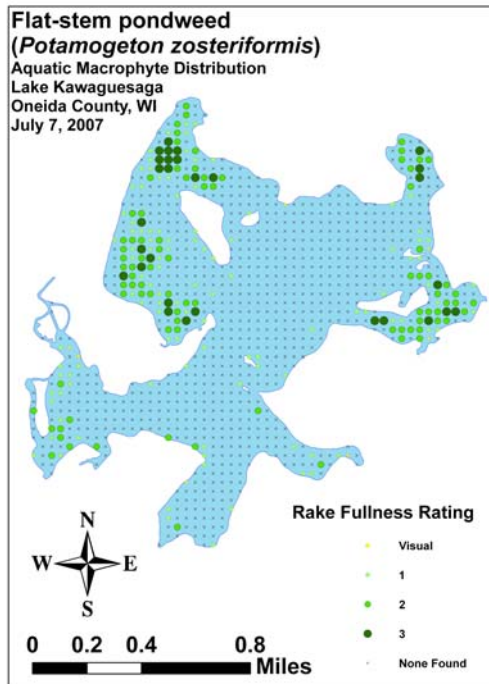 Flat-stem pondweed
(Potamogeton zosteriformis)
Aquatic Macrophyte Distribution
Lake Kawaguesaga
Oneida County, WI
July 7, 2007
Rake Fullness Rating
Visual
1
2
3
None Found
N
W E
S
0 0.2 0.4 0.8
Miles